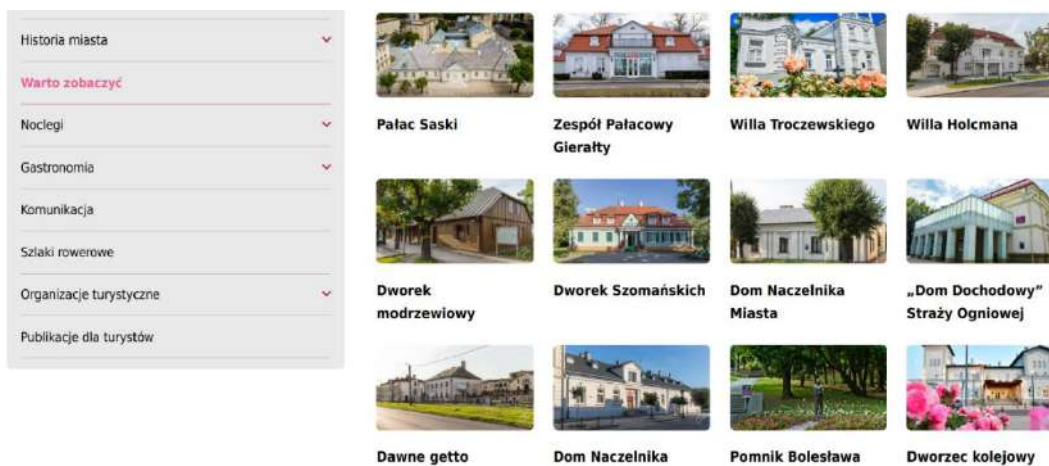 Historia miasta
Warto zobaczyć
Noclegi
Gastronomia
Komunikacja
Szlaki rowerowe
Organizacje turystyczne
Publikacje dla turystów
Pałac Saski
Zespół Pałacowy
Gierałty
Willa Troczewskiego
Willa Holcmana
Dworek
modrzewiowy
Dworek Szomańskich
Dom Naczelnika
Miasta
„Dom Dochodowy”
Straży Ogniowej
Dawne getto
Dom Naczelnika
Pomnik Bolesława
Dworzec kolejowy